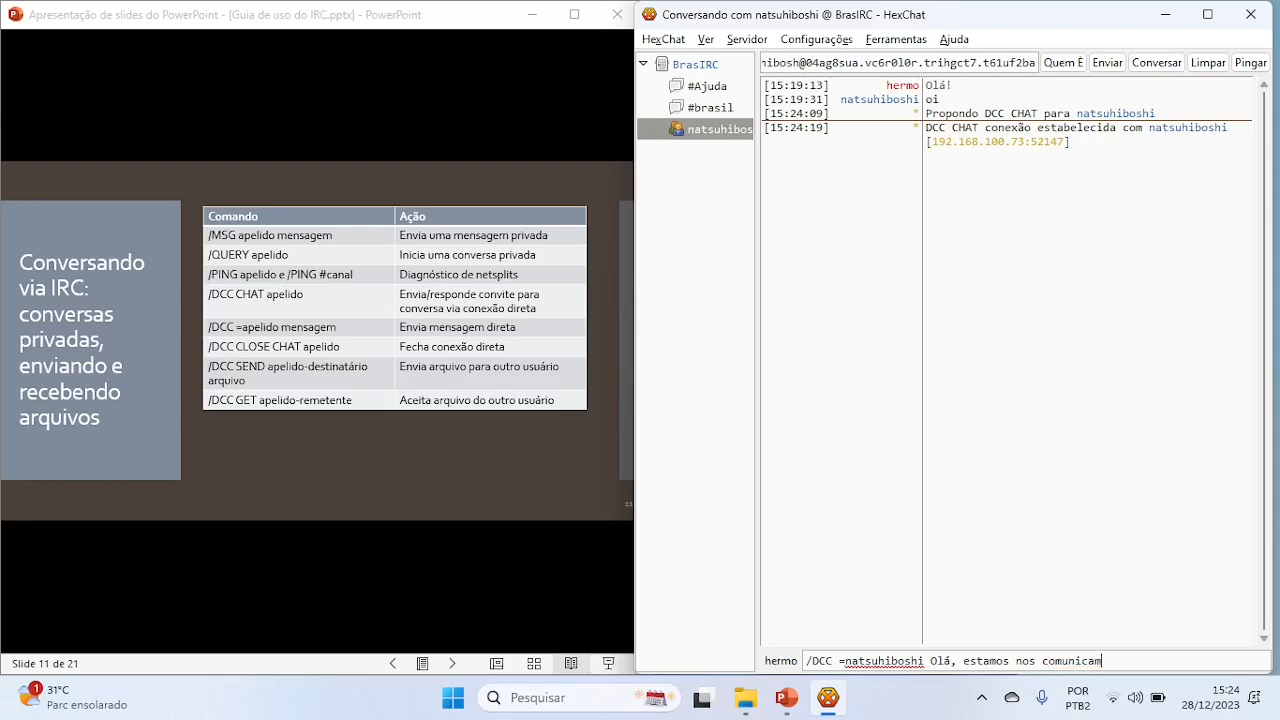 Apresentação de slides do PowerPoint - [Guia de uso do IRC.pptx] - PowerPoint
Conversando
via IRC:
conversas
privadas,
enviando e
recebendo
arquivos
Comando Ação
/MSG apelido mensagem Envia uma mensagem privada
/QUERY apelido Inicia uma conversa privada
/PING apelido e /PING #canal Diagnóstico de netsplits
/DCC CHAT apelido Envia/responde convite para
conversa via conexão direta
/DCC =apelido mensagem Envia mensagem direta
/DCC CLOSE CHAT apelido Fecha conexão direta
/DCC SEND apelido-destinatário Envia arquivo para outro usuário
arquivo
/DCC GET apelido-remetente Aceita arquivo do outro usuário
11
Slide 11 de 21
Conversando com natsuhiboshi @ BrasIRC - HexChat
HexChat Ver Servidor Configurações Ferramentas Ajuda
hibosh@04ag8sua.vc6r0l0r.trihgct7.t61uf2ba Quem É Enviar Conversar Limpar Pingar
BrasIRC
#Ajuda
#brasil
natsuhibos
[15:19:13] hermo Olá!
[15:19:31] natsuhiboshi oi
[15:24:09] * Propondo DCC CHAT para natsuhiboshi
[15:24:19] * DCC CHAT conexão estabelecida com natsuhiboshi
[192.168.100.73:52147]
hermo /DCC =natsuhiboshi Olá, estamos nos comunicam
1 31°C
Parc ensolarado
Pesquisar
POR
PTB2
15:24
28/12/2023